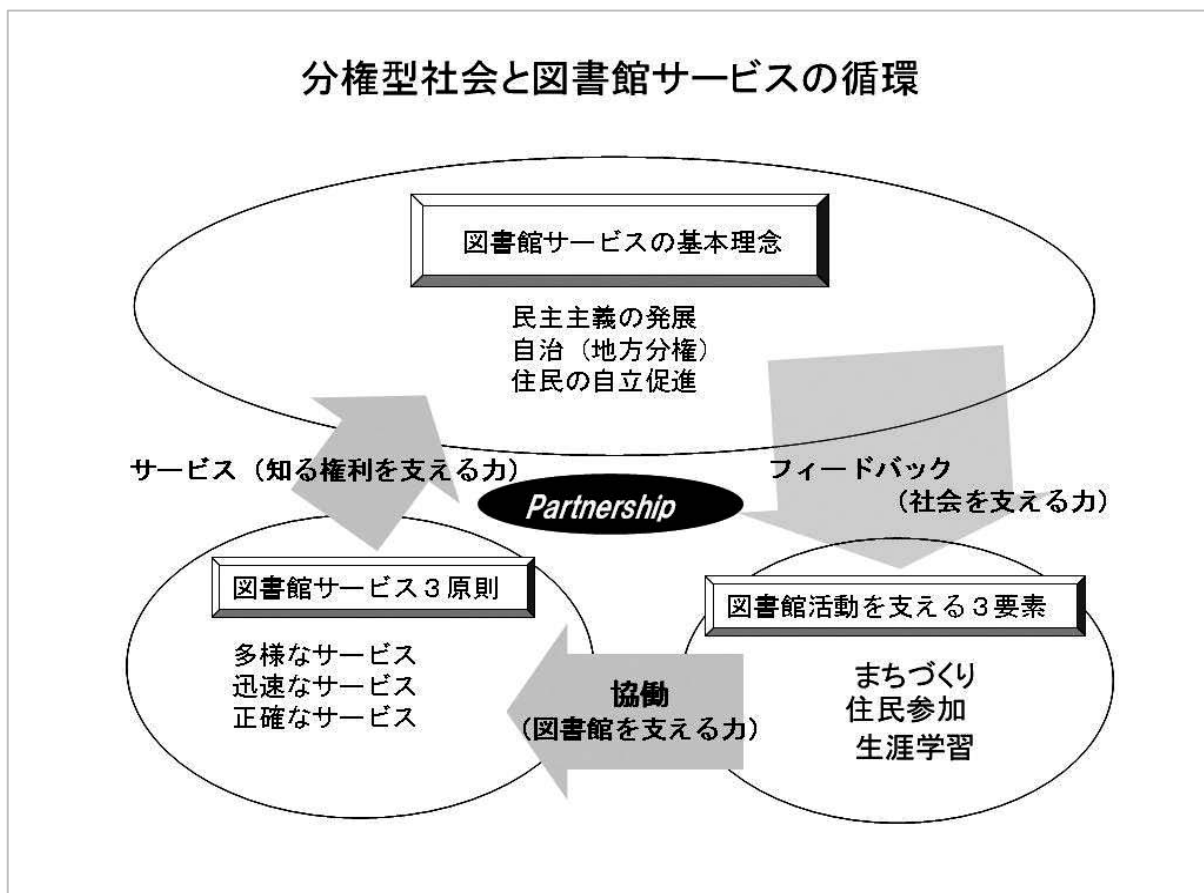 分権型社会と図書館サービスの循環
図書館サービスの基本理念
民主主義の発展
自治（地方分権）
住民の自立促進
サービス（知る権利を支える力）
フィードバック
（社会を支える力）
Partnership
図書館サービス３原則
多様なサービス
迅速なサービス
正確なサービス
協働
（図書館を支える力）
図書館活動を支える３要素
まちづくり
住民参加
生涯学習